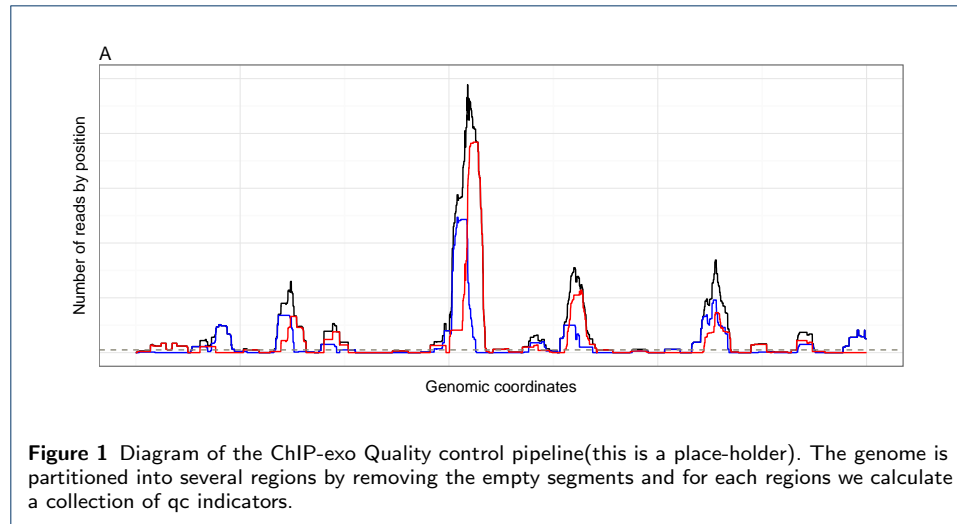 A
Number of reads by position
Genomic coordinates
Figure 1 Diagram of the ChIP-exo Quality control pipeline(this is a place-holder). The genome is
partitioned into several regions by removing the empty segments and for each regions we calculate
a collection of qc indicators.